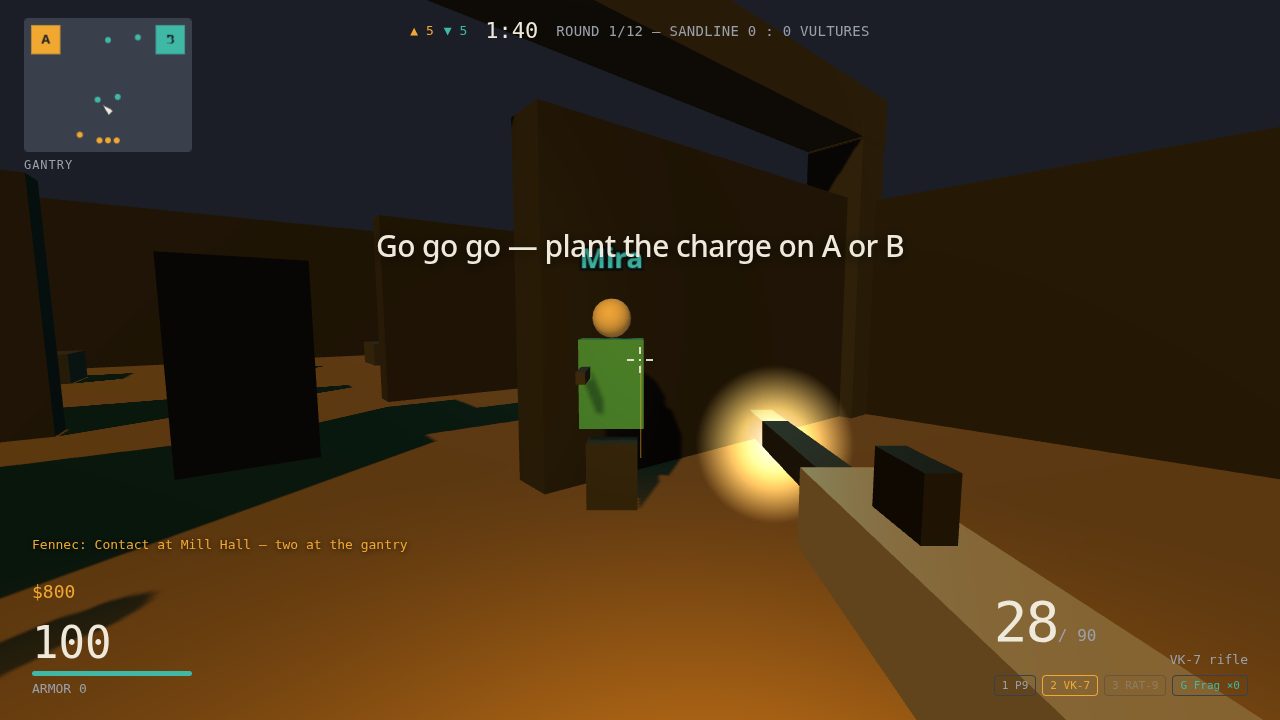 A B
▲ 5 ▼ 5 1:40 ROUND 1/12 — SANDLINE 0 : 0 VULTURES
GANTRY
Go go go — plant the charge on A or B
Mira
Fennec: Contact at Mill Hall — two at the gantry
$800
100
ARMOR 0
28 / 90
VK-7 rifle
1 P9 2 VK-7 3 RAT-9 G Frag ×0